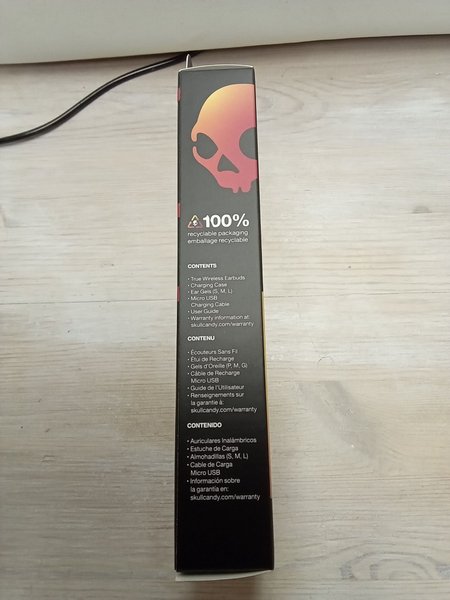 100%
recyclable packaging
emballage recyclable
CONTENTS
• True Wireless Earbuds
• Charging Case
• Ear Gels (S, M, L)
• Micro USB
Charging Cable
• User Guide
• Warranty information at:
skullcandy.com/warranty
CONTENU
• Écouteurs Sans Fil
• Étui de Recharge
• Gels d'Oreille (P, M, G)
• Câble de Recharge
Micro USB
• Guide de l'Utilisateur
• Renseignements sur
la garantie à:
skullcandy.com/warranty
CONTENIDO
• Auriculares Inalámbricos
• Estuche de Carga
• Almohadillas (S, M, L)
• Cable de Carga
Micro USB
• Información sobre
la garantía en:
skullcandy.com/warranty